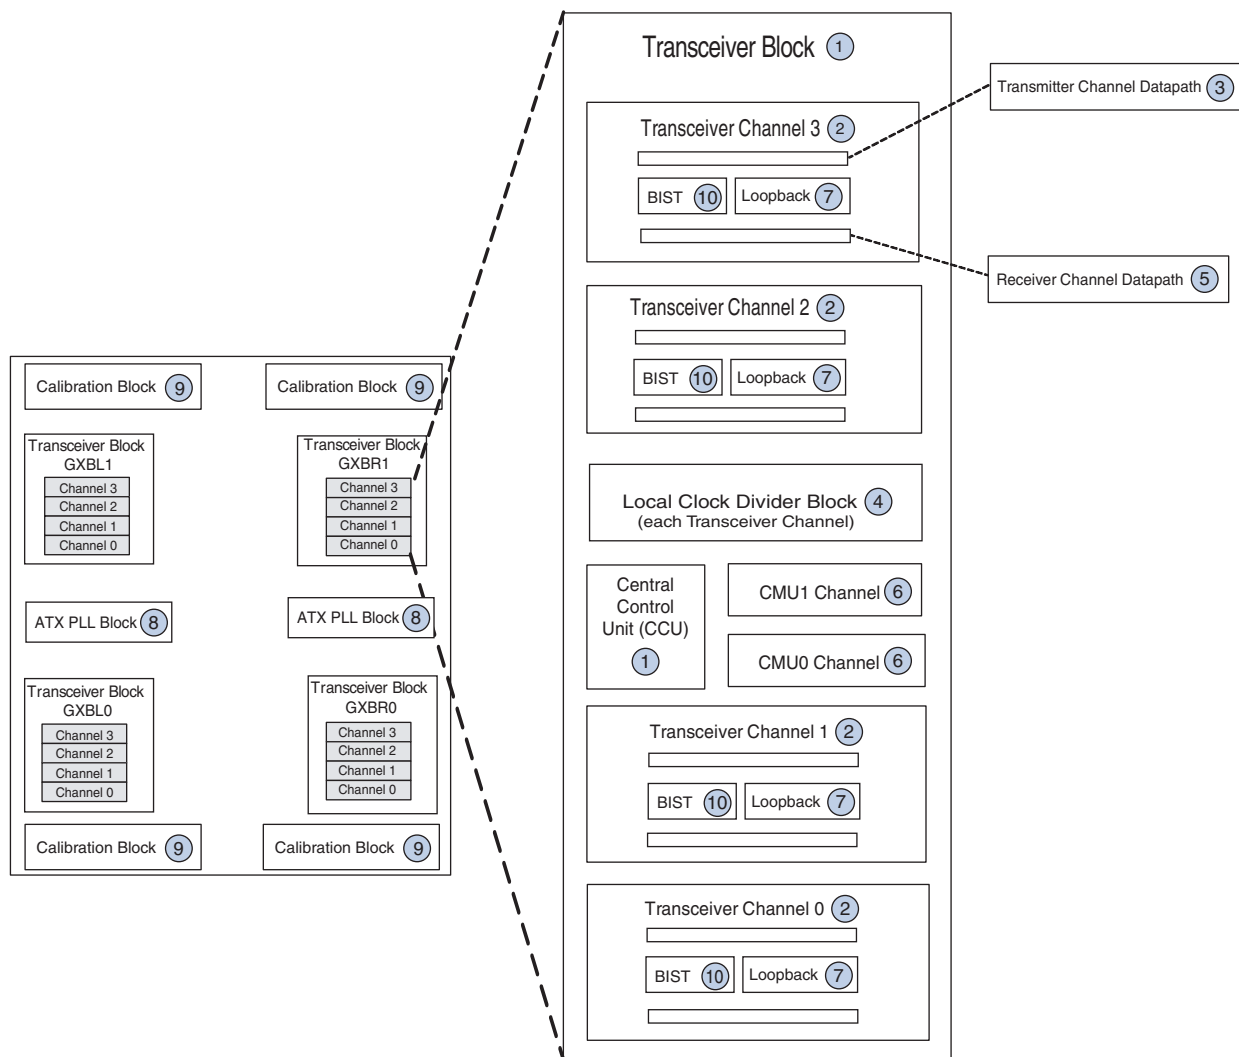 Calibration Block 9
Calibration Block 9
Transceiver Block
GXBL1
Channel 3
Channel 2
Channel 1
Channel 0
Transceiver Block
GXBR1
Channel 3
Channel 2
Channel 1
Channel 0
ATX PLL Block 8
ATX PLL Block 8
Transceiver Block
GXBL0
Channel 3
Channel 2
Channel 1
Channel 0
Transceiver Block
GXBR0
Channel 3
Channel 2
Channel 1
Channel 0
Calibration Block 9
Calibration Block 9
Transceiver Block 1
Transceiver Channel 3 2
BIST 10
Loopback 7
Transmitter Channel Datapath 3
Receiver Channel Datapath 5
Transceiver Channel 2 2
BIST 10
Loopback 7
Local Clock Divider Block 4
(each Transceiver Channel)
Central
Control
Unit (CCU)
1
CMU1 Channel 6
CMU0 Channel 6
Transceiver Channel 1 2
BIST 10
Loopback 7
Transceiver Channel 0 2
BIST 10
Loopback 7